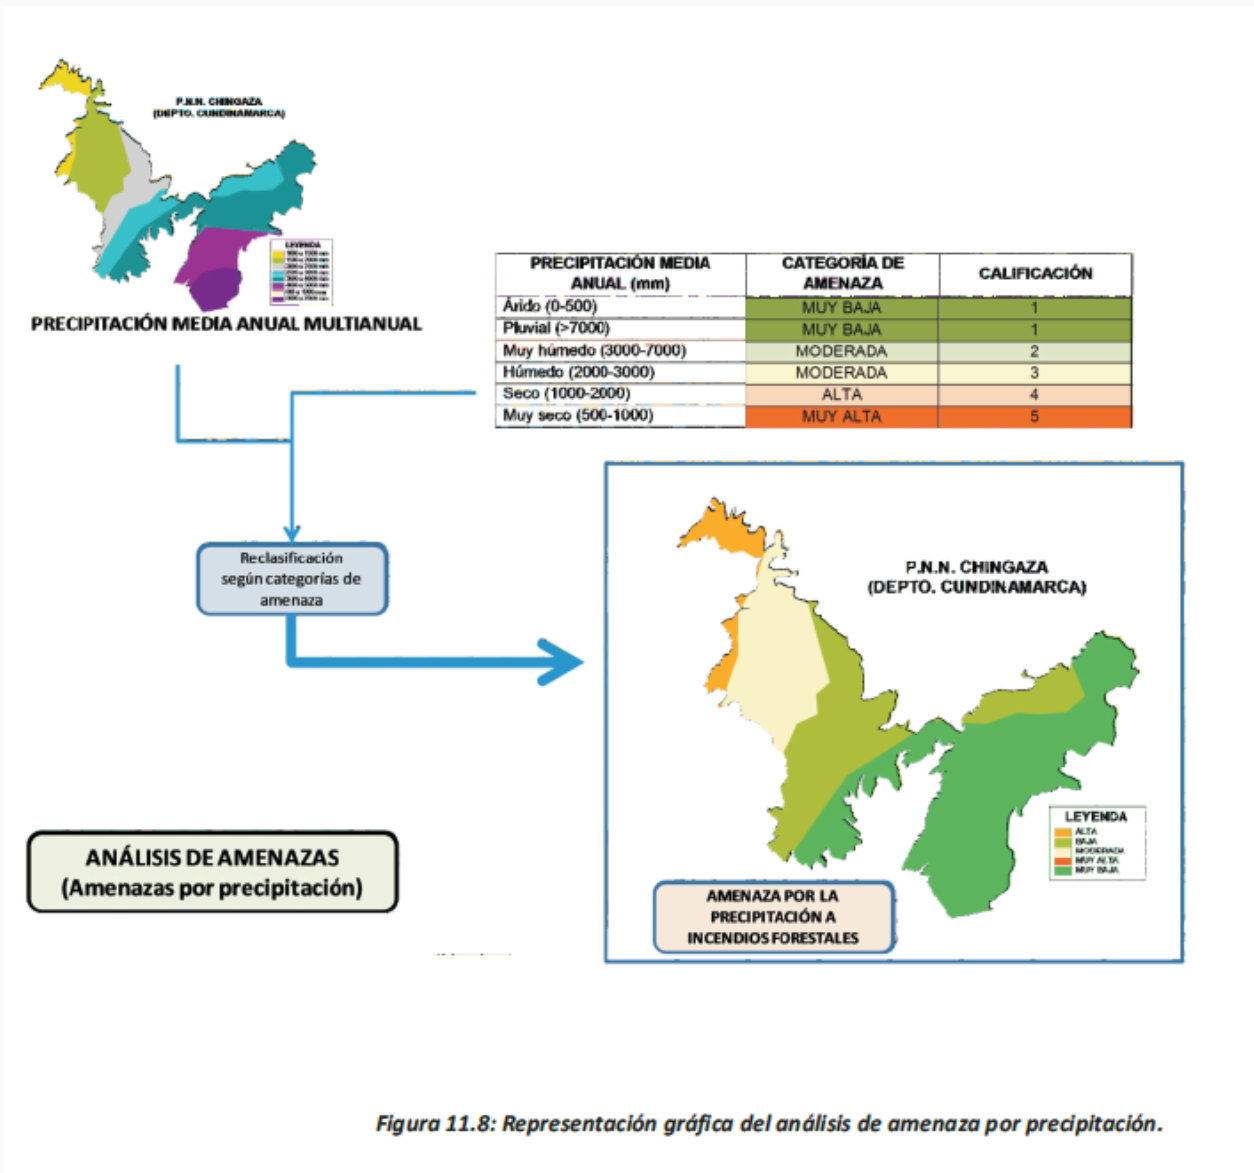 P.N.N. CHINGAZA
(DEPTO. CUNDINAMARCA)
LEYENDA
PRECIPITACIÓN MEDIA ANUAL MULTIANUAL
PRECIPITACIÓN MEDIA ANUAL (mm) CATEGORÍA DE AMENAZA CALIFICACIÓN
Árido (0-500) MUY BAJA 1
Pluvial (>7000) MUY BAJA 1
Muy húmedo (3000-7000) MODERADA 2
Húmedo (2000-3000) MODERADA 3
Seco (1000-2000) ALTA 4
Muy seco (500-1000) MUY ALTA 5
Reclasificación
según categorías de
amenaza
P.N.N. CHINGAZA
(DEPTO. CUNDINAMARCA)
LEYENDA
ALTA
BAJA
MODERADA
MUY ALTA
MUY BAJA
ANÁLISIS DE AMENAZAS
(Amenazas por precipitación)
AMENAZA POR LA
PRECIPITACIÓN A
INCENDIOS FORESTALES
Figura 11.8: Representación gráfica del análisis de amenaza por precipitación.